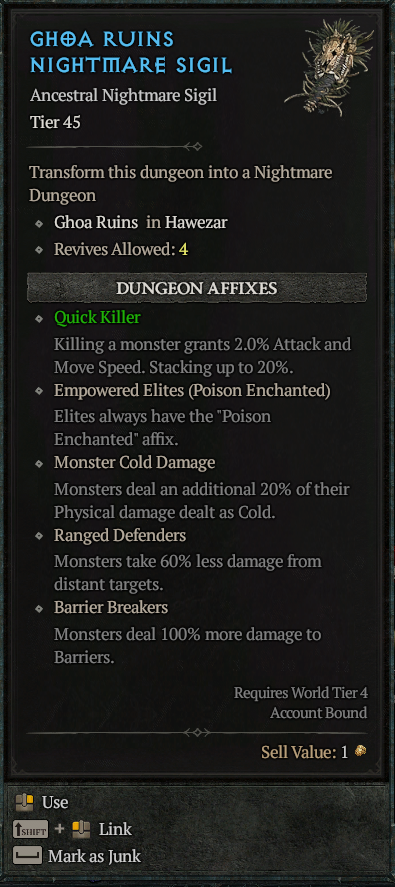 GHOA RUINS
NIGHTMARE SIGIL
Ancestral Nightmare Sigil
Tier 45
Transform this dungeon into a Nightmare
Dungeon
Ghoa Ruins in Hawezar
Revives Allowed: 4
DUNGEON AFFIXES
Quick Killer
Killing a monster grants 2.0% Attack and
Move Speed. Stacking up to 20%.
Empowered Elites (Poison Enchanted)
Elites always have the "Poison
Enchanted" affix.
Monster Cold Damage
Monsters deal an additional 20% of their
Physical damage dealt as Cold.
Ranged Defenders
Monsters take 60% less damage from
distant targets.
Barrier Breakers
Monsters deal 100% more damage to
Barriers.
Requires World Tier 4
Account Bound
Sell Value: 1
Use
SHIFT + Link
Mark as Junk